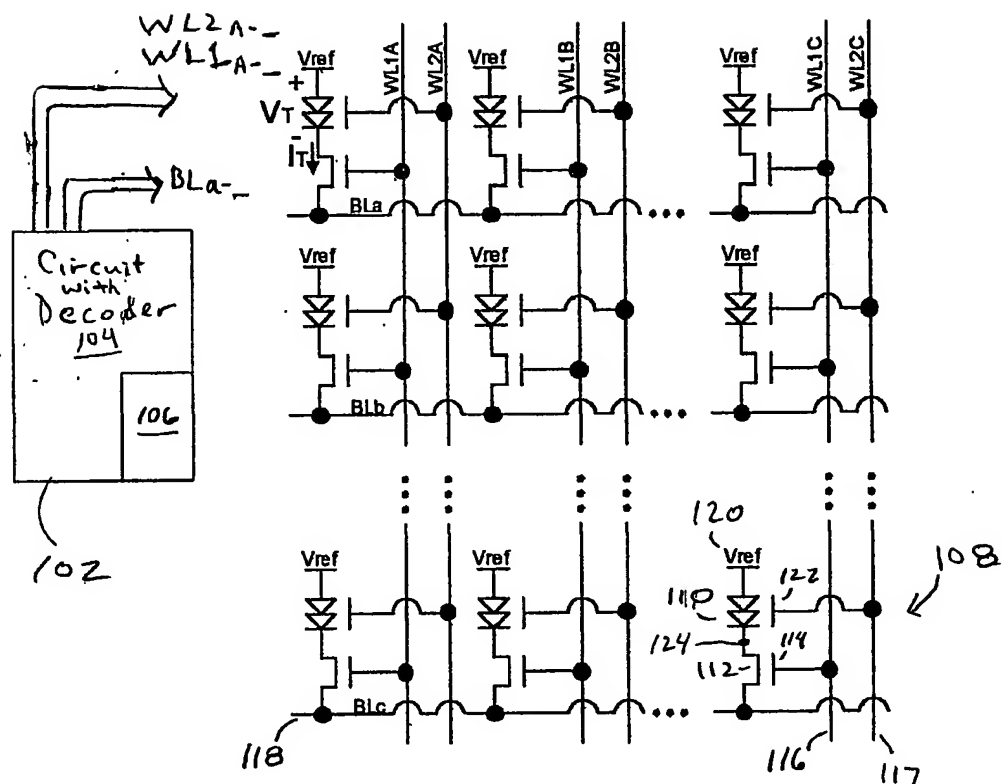 WL2A-_
WL1A-_
BLa-_
Circuit
with
Decoder
104
106
102
Vref
+
VT
-
IT
WL1A
WL2A
Vref
WL1B
WL2B
Vref
WL1C
WL2C
BLa
Vref
Vref
Vref
BLb
Vref
Vref
120
Vref
108
110
122
124
112
114
BLc
118
116
117